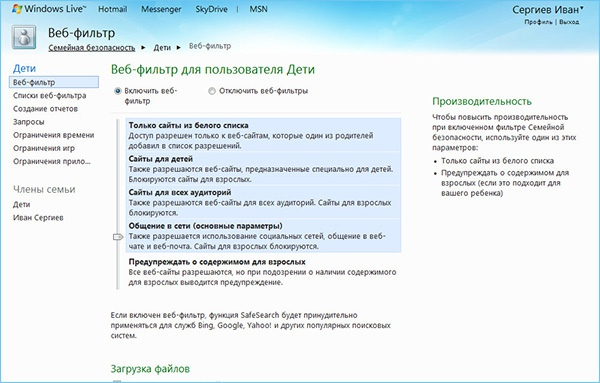 Windows Live™ Hotmail Messenger SkyDrive | MSN Сергиев Иван
Профиль | Выход
Веб-фильтр
Семейная безопасность ▸ Дети ▸ Веб-фильтр
Дети
Веб-фильтр
Списки веб-фильтра
Создание отчетов
Запросы
Ограничения времени
Ограничения игр
Ограничения прило...
Члены семьи
Дети
Иван Сергиев
Веб-фильтр для пользователя Дети
Включить веб-
фильтр
Отключить веб-фильтры
Только сайты из белого списка
Доступ разрешен только к веб-сайтам, которые один из родителей
добавил в список разрешений.
Сайты для детей
Также разрешаются веб-сайты, предназначенные специально для детей.
Блокируются сайты для взрослых.
Сайты для всех аудиторий
Также разрешаются веб-сайты для всех аудиторий. Сайты для взрослых
блокируются.
Общение в сети (основные параметры)
Также разрешается использование социальных сетей, общение в веб-
чате и веб-почта. Сайты для взрослых блокируются.
Предупреждать о содержимом для взрослых
Все веб-сайты разрешаются, но при подозрении о наличии содержимого
для взрослых выводится предупреждение.
Если включен веб-фильтр, функция SafeSearch будет принудительно
применяться для служб Bing, Google, Yahoo! и других популярных поисковых
систем.
Загрузка файлов
Производительность
Чтобы повысить производительность
при включенном фильтре Семейной
безопасности, используйте один из этих
параметров:
• Только сайты из белого списка
• Предупреждать о содержимом для
взрослых (если это подходит для
вашего ребенка)